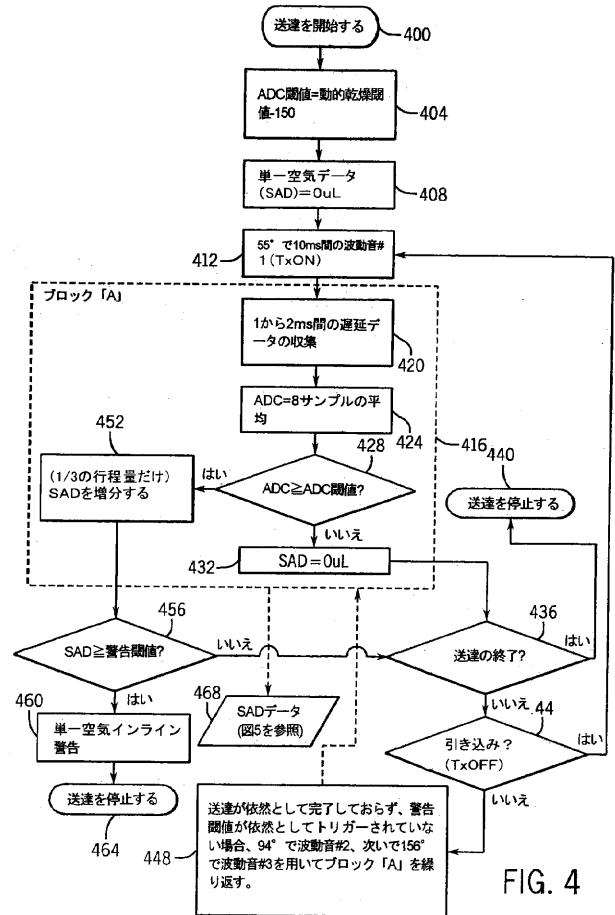 送達を開始する
400
ADC閾値=動的乾燥閾
値-150
404
単一空気データ
(SAD)=0uL
408
55°で10ms間の波動音#
1(TxON)
412
ブロック「A」
1から2ms間の遅延デ
ータの収集
420
ADC=8サンプルの平
均
424
416
452
428
440
(1/3の行程量だけ)
SADを増分する
はい
ADC≧ADC閾値?
送達を停止する
いいえ
432
SAD=0uL
456
436
SAD≧警告閾値?
いいえ
送達の終了?
はい
460
はい
468
いいえ
44
単一空気インライン
警告
SADデータ
(図5を参照)
引き込み?
(TxOFF)
はい
送達を停止する
464
いいえ
448
送達が依然として完了しておらず、警告
閾値が依然としてトリガーされていな
い場合、94°で波動音#2、次いで156°
で波動音#3を用いてブロック「A」を繰
り返す。
FIG. 4